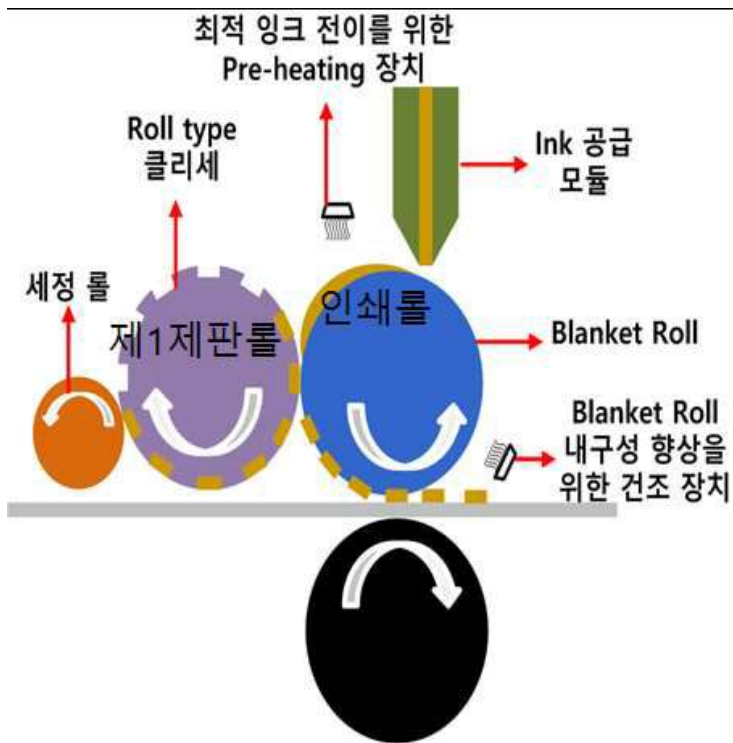 최적 잉크 전이를 위한
Pre-heating 장치
Roll type
클리세
Ink 공급
모듈
세정 롤
제1제판롤
인쇄롤
Blanket Roll
Blanket Roll
내구성 향상을
위한 건조 장치